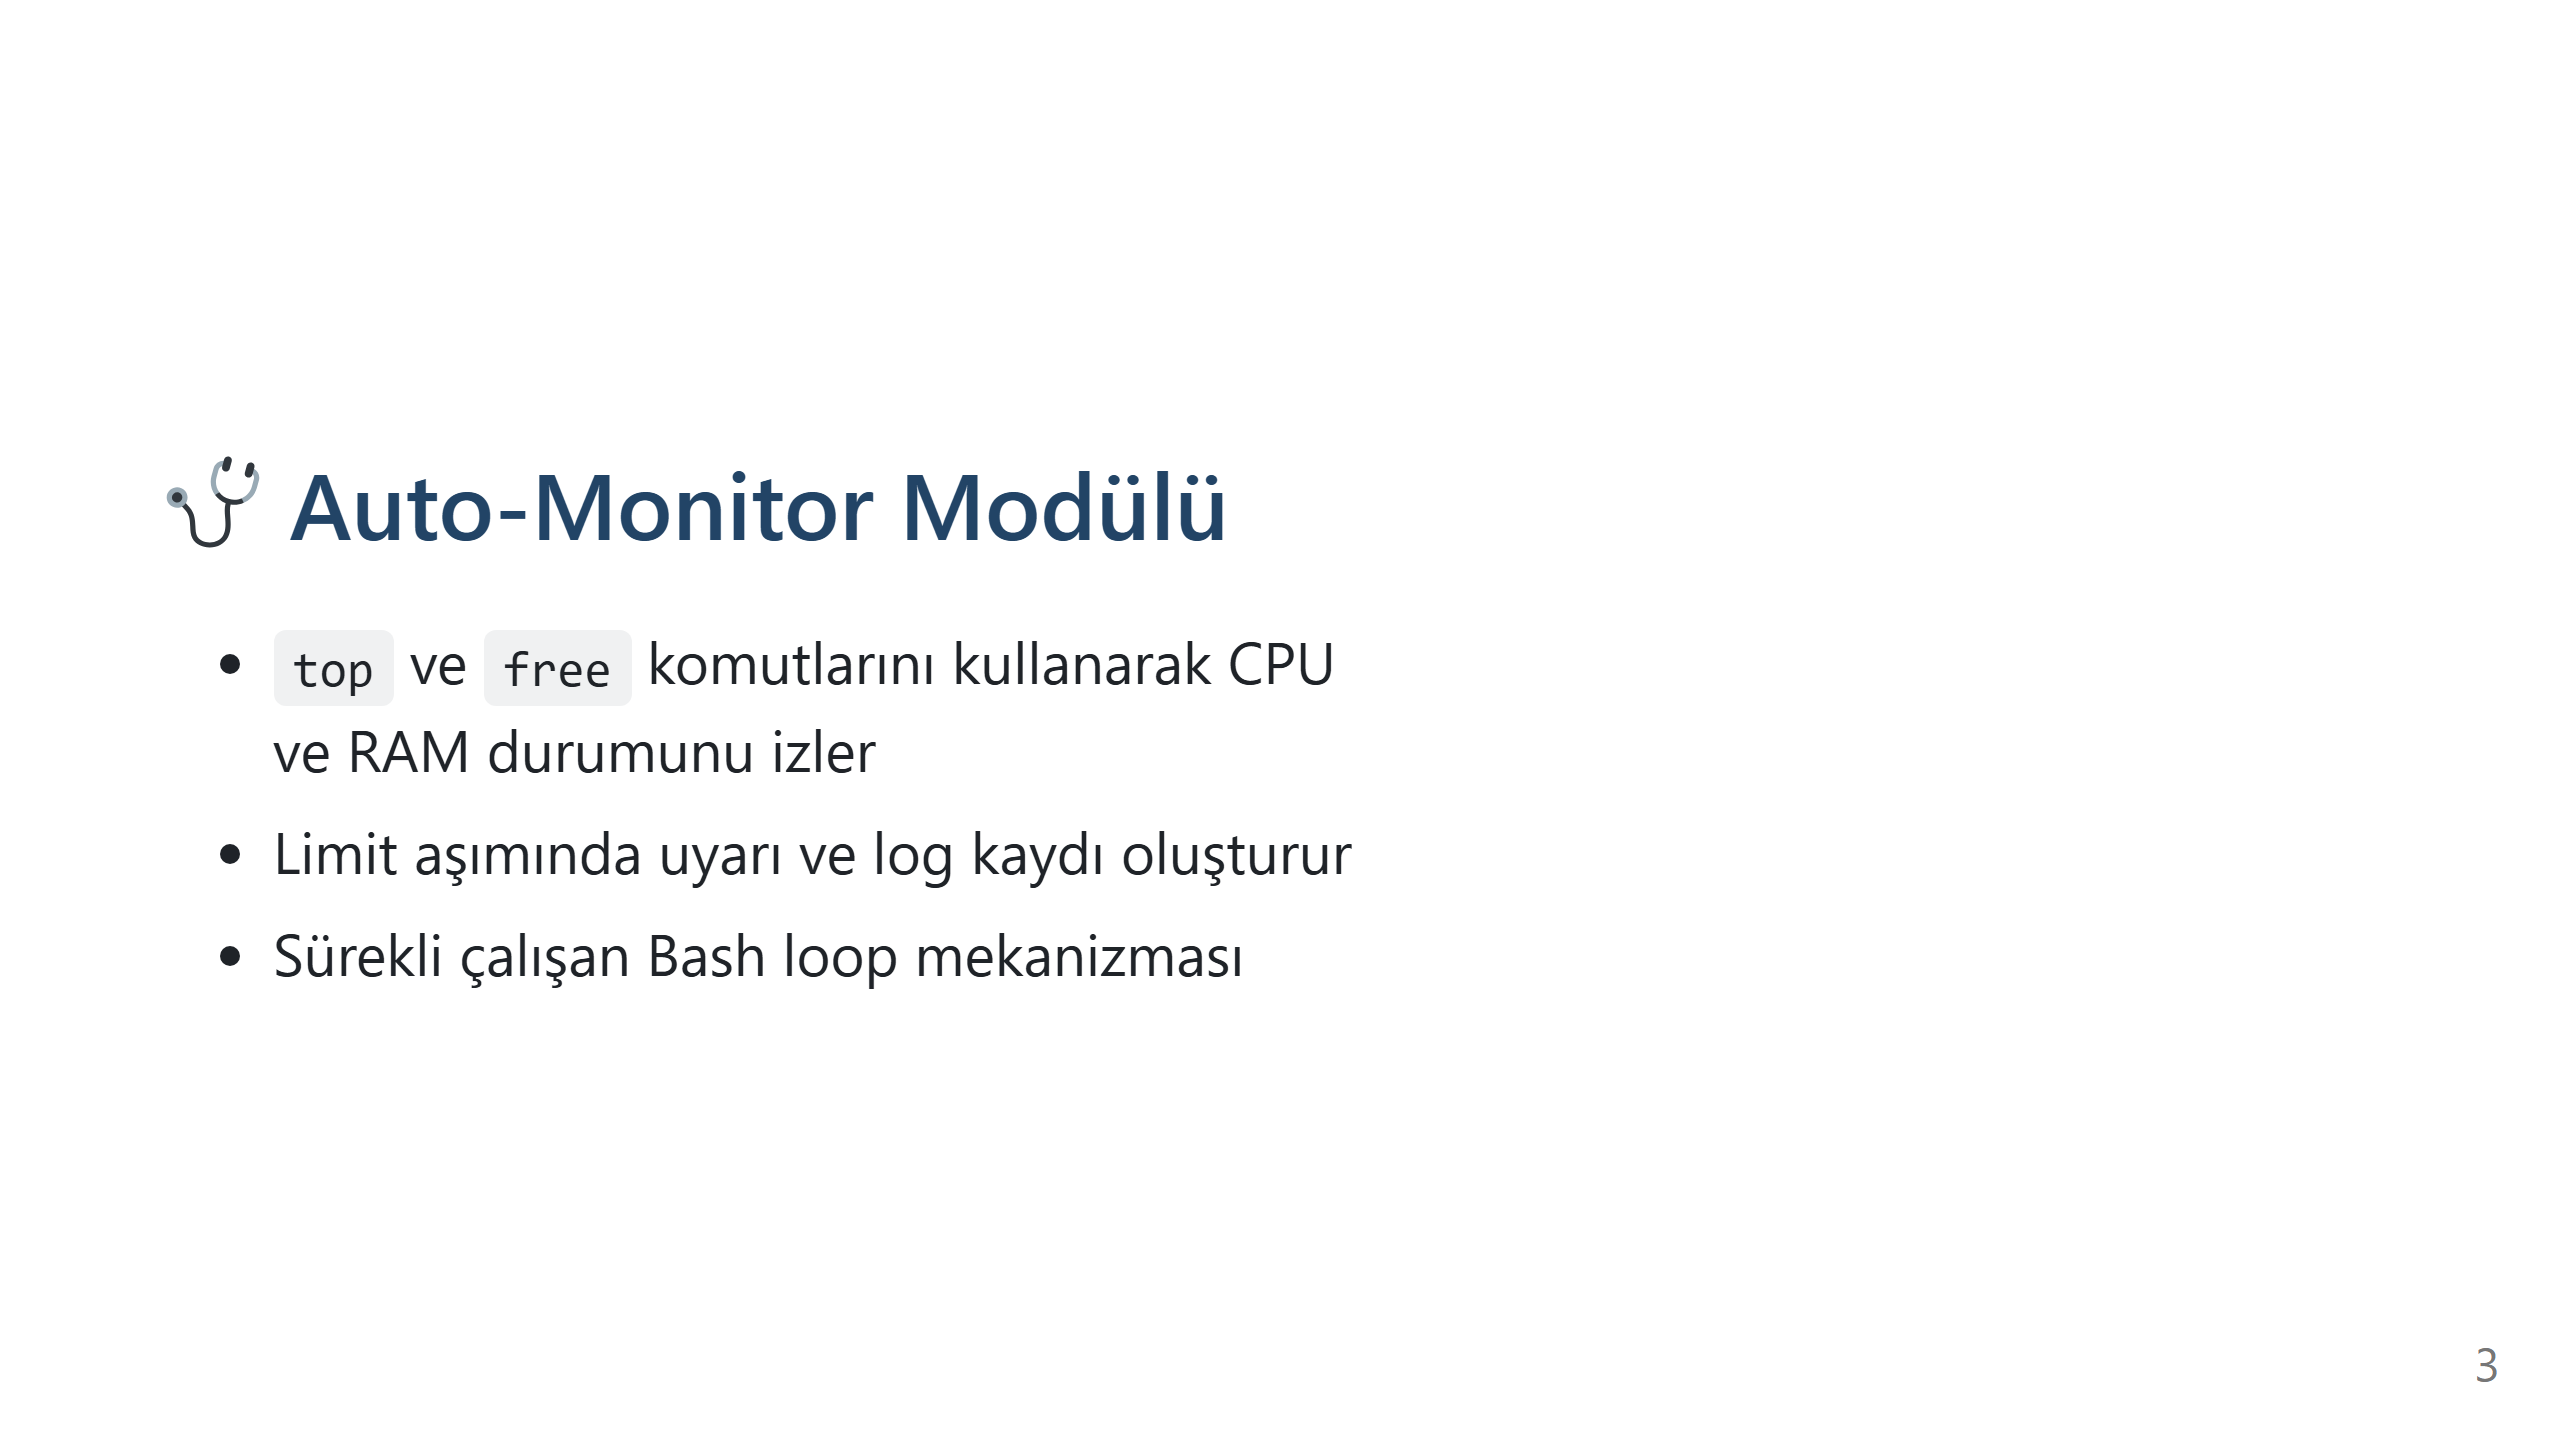 Auto-Monitor Modülü
• top ve free komutlarını kullanarak CPU
ve RAM durumunu izler
• Limit aşımında uyarı ve log kaydı oluşturur
• Sürekli çalışan Bash loop mekanizması
3